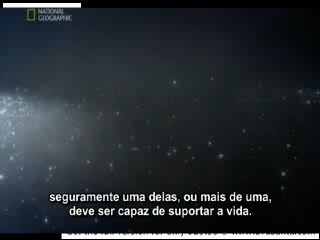 NATIONAL
GEOGRAPHIC
seguramente uma delas, ou mais de uma,
deve ser capaz de suportar a vida.